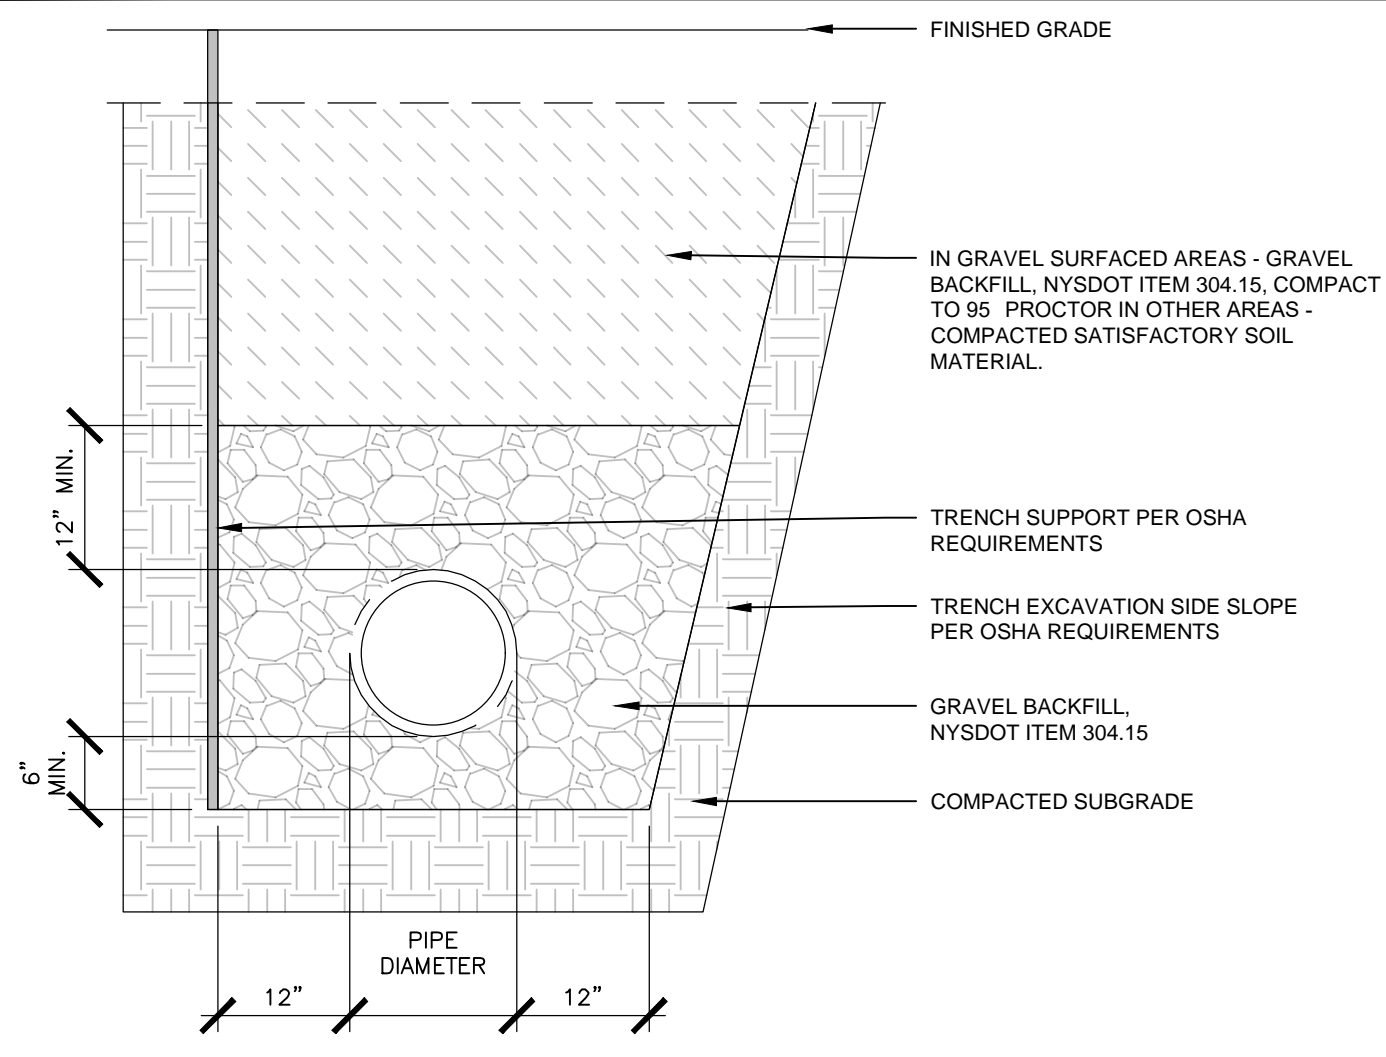 FINISHED GRADE
IN GRAVEL SURFACED AREAS - GRAVEL
BACKFILL, NYSDOT ITEM 304.15, COMPACT
TO 95 PROCTOR IN OTHER AREAS -
COMPACTED SATISFACTORY SOIL
MATERIAL.
12" MIN.
TRENCH SUPPORT PER OSHA
REQUIREMENTS
TRENCH EXCAVATION SIDE SLOPE
PER OSHA REQUIREMENTS
GRAVEL BACKFILL,
NYSDOT ITEM 304.15
6"
MIN.
COMPACTED SUBGRADE
PIPE
DIAMETER
12"
12"